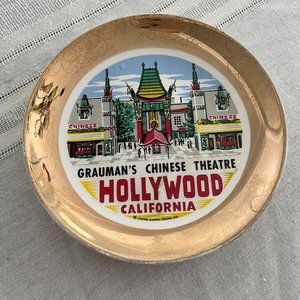 CHINESE
CHINESE
GRAUMAN'S CHINESE THEATRE
HOLLYWOOD
CALIFORNIA